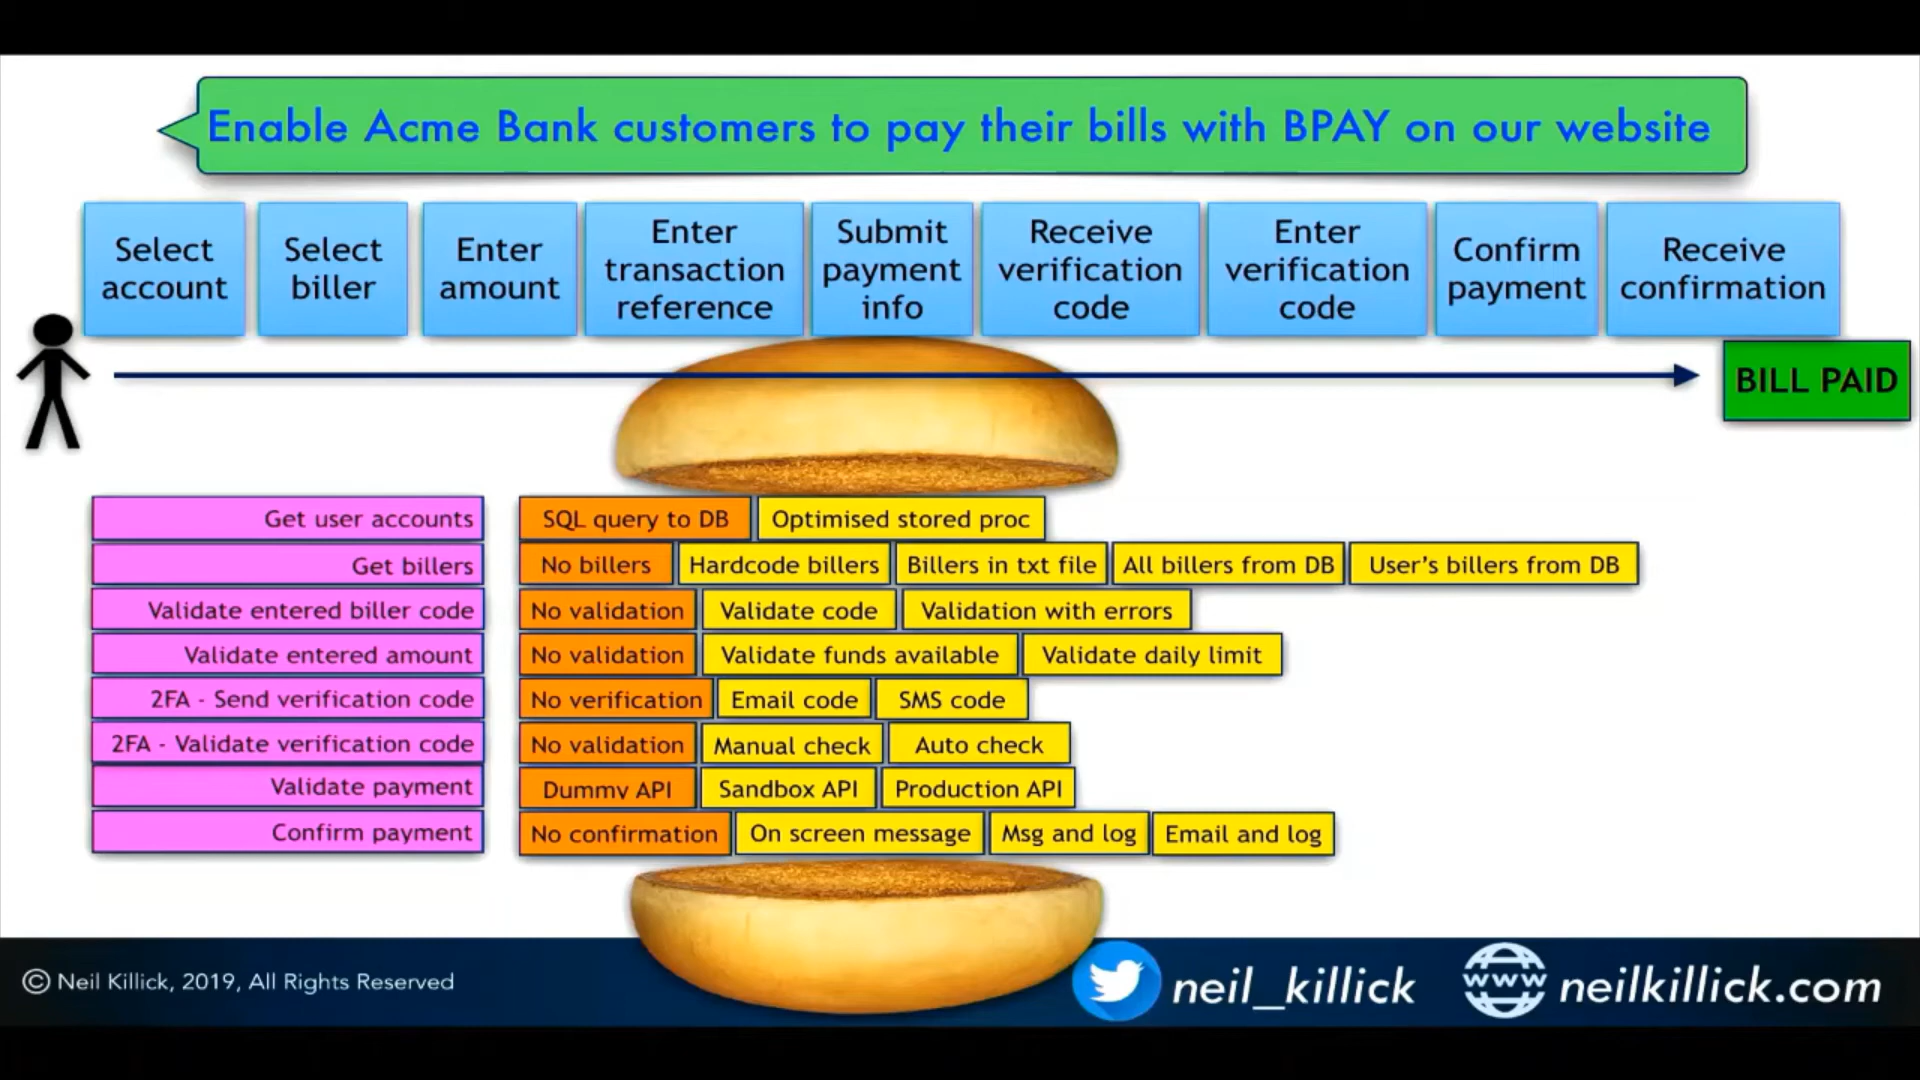 Enable Acme Bank customers to pay their bills with BPAY on our website
Select
account
Select
biller
Enter
amount
Enter
transaction
reference
Submit
payment
info
Receive
verification
code
Enter
verification
code
Confirm
payment
Receive
confirmation
BILL PAID
Get user accounts
SQL query to DB
Optimised stored proc
Get billers
No billers
Hardcode billers
Billers in txt file
All billers from DB
User's billers from DB
Validate entered biller code
No validation
Validate code
Validation with errors
Validate entered amount
No validation
Validate funds available
Validate daily limit
2FA - Send verification code
No verification
Email code
SMS code
2FA - Validate verification code
No validation
Manual check
Auto check
Validate payment
Dummy API
Sandbox API
Production API
Confirm payment
No confirmation
On screen message
Msg and log
Email and log
© Neil Killick, 2019, All Rights Reserved
neil_killick
www
neilkillick.com